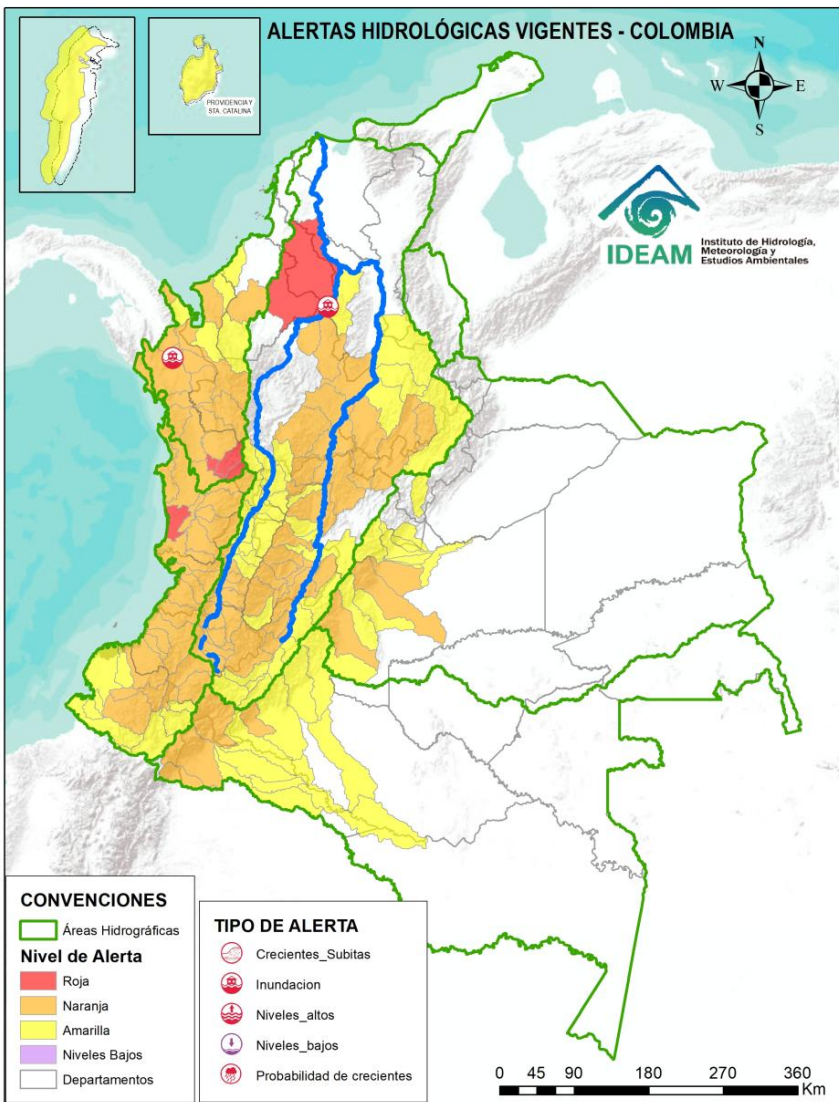 ALERTAS HIDROLÓGICAS VIGENTES - COLOMBIA
PROVIDENCIA Y
STA. CATALINA
N
W
E
S
IDEAM
Instituto de Hidrología,
Meteorología y
Estudios Ambientales
CONVENCIONES
Áreas Hidrográficas
Nivel de Alerta
Roja
Naranja
Amarilla
Niveles Bajos
Departamentos
TIPO DE ALERTA
Crecientes_Subitas
Inundacion
Niveles_altos
Niveles_bajos
Probabilidad de crecientes
0 45 90 180 270 360
Km